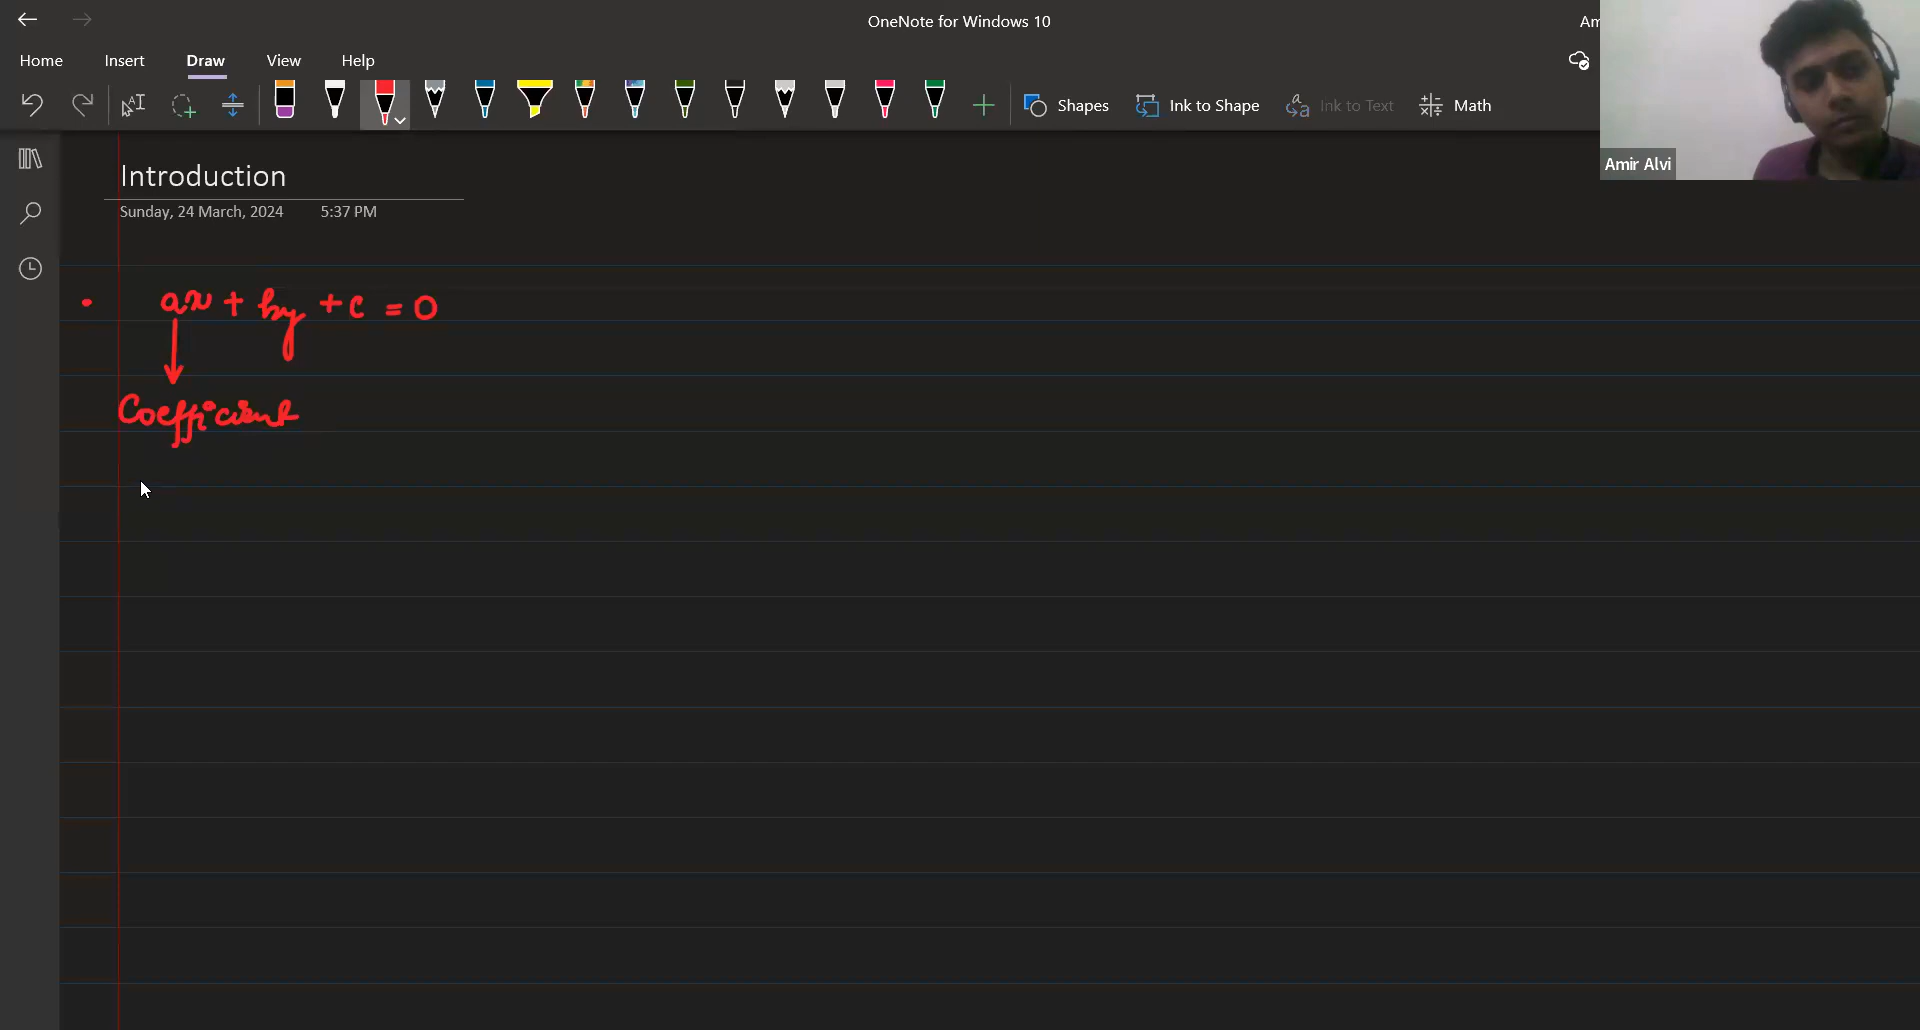 OneNote for Windows 10
Am
Home Insert Draw View Help
Shapes Ink to Shape Ink to Text Math
Amir Alvi
Introduction
Sunday, 24 March, 2024 5:37 PM
• ax + by + c = 0
Coefficient